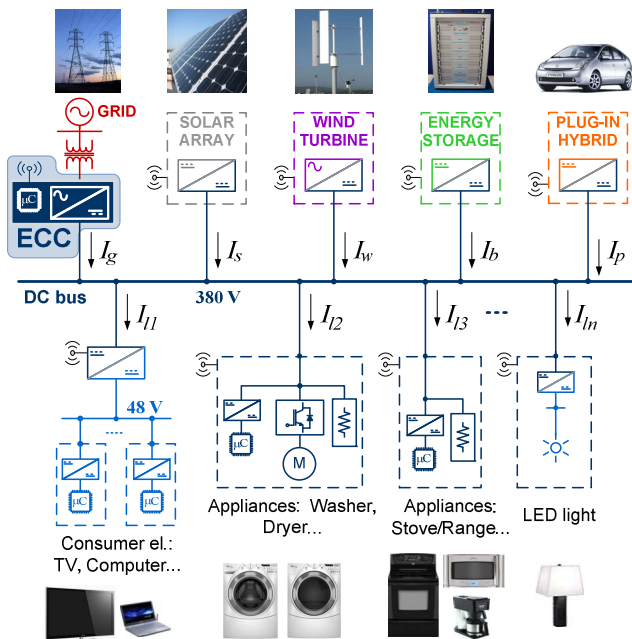 GRID
SOLAR
ARRAY
WIND
TURBINE
ENERGY
STORAGE
PLUG-IN
HYBRID
µC
ECC
Ig
Is
Iw
Ib
Ip
DC bus
380 V
Il1
Il2
Il3
Iln
48 V
µC
µC
µC
M
µC
Appliances: Washer,
Dryer...
Appliances:
Stove/Range...
LED light
Consumer el.:
TV, Computer...